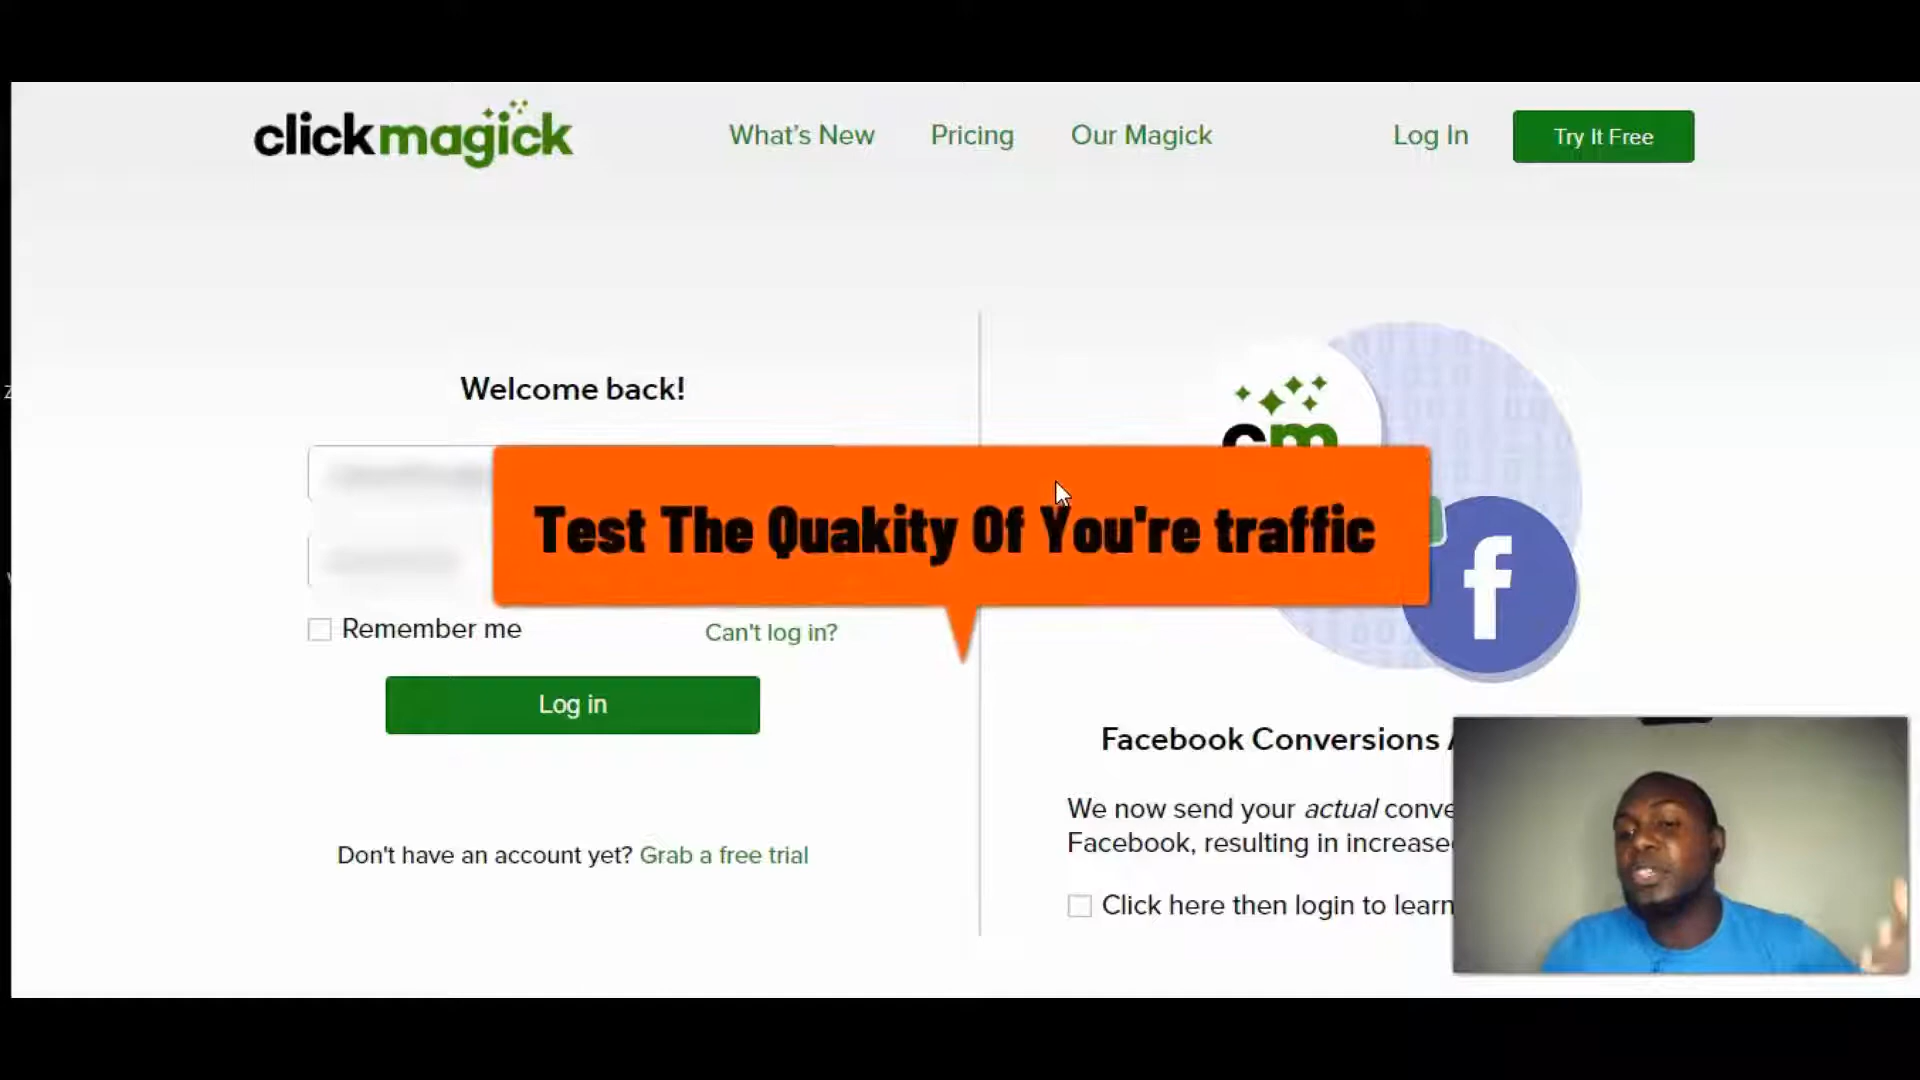 clickmagick
What's New
Pricing
Our Magick
Log In
Try It Free
Welcome back!
cm
Test The Quakity Of You're traffic
f
Remember me
Can't log in?
Log in
Don't have an account yet? Grab a free trial
Facebook Conversions
We now send your actual
Facebook, resulting in
Click here then login to learn